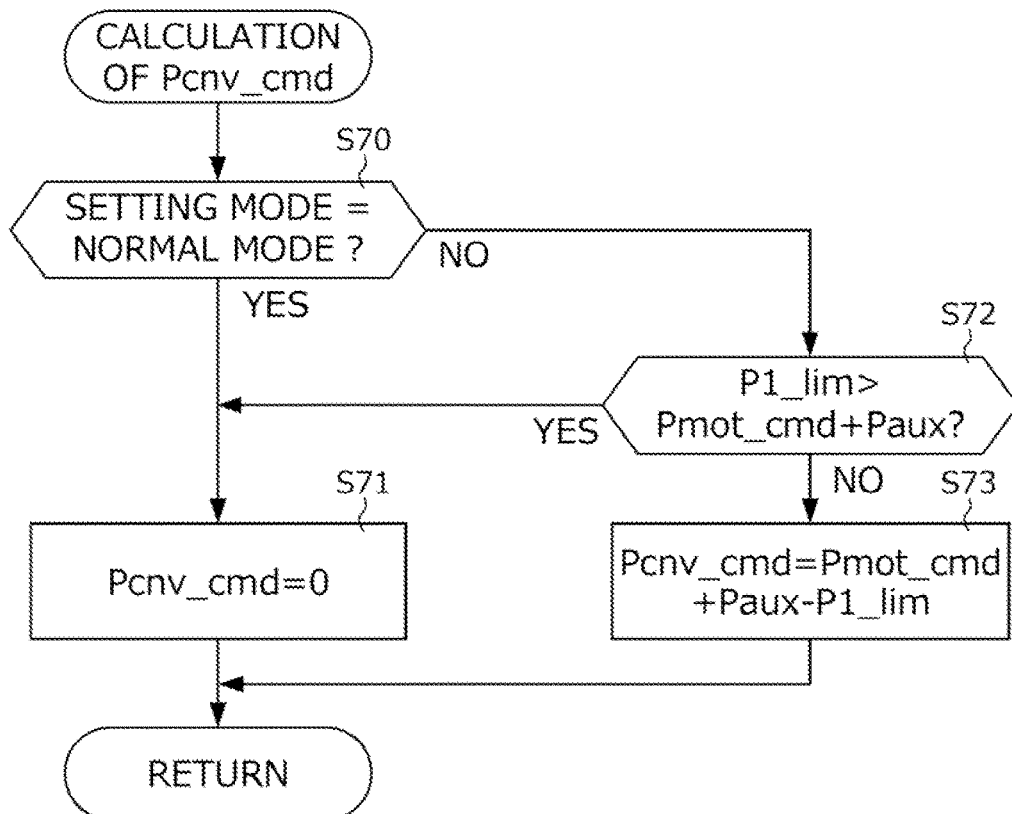 CALCULATION
OF Pcnv_cmd
S70
SETTING MODE =
NORMAL MODE ?
NO
YES
S72
P1_lim>
Pmot_cmd+Paux?
YES
NO
S71
Pcnv_cmd=0
S73
Pcnv_cmd=Pmot_cmd
+Paux-P1_lim
RETURN